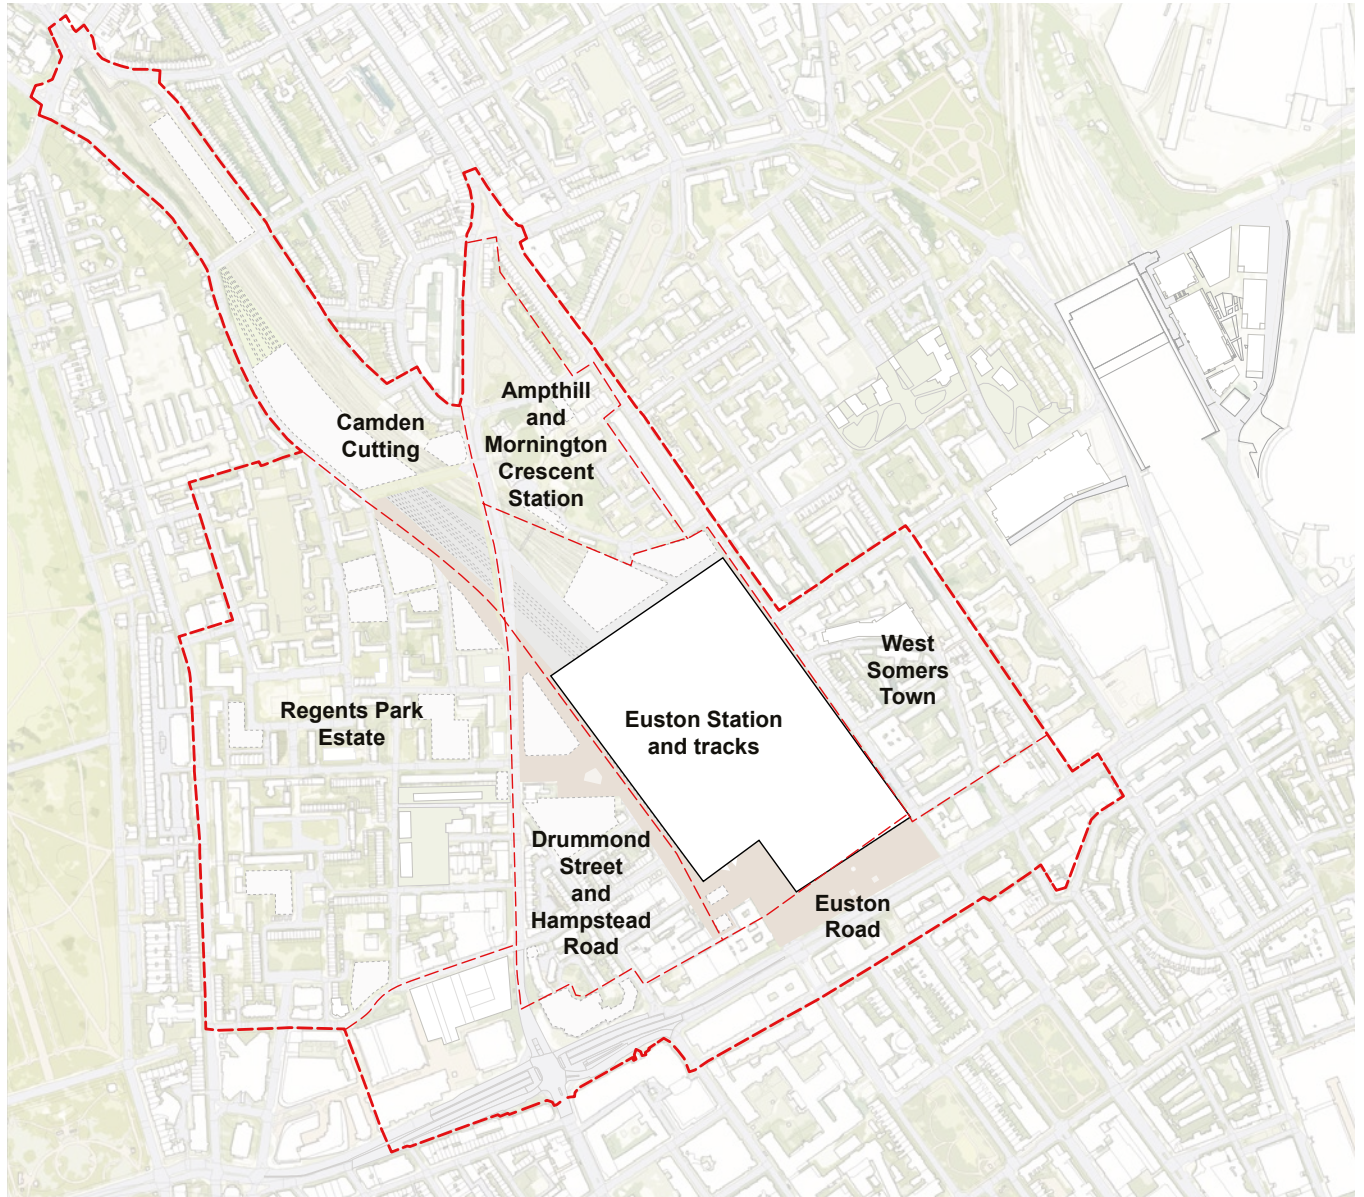 Ampthill
and
Mornington
Crescent
Station
Camden
Cutting
West
Somers
Town
Regents Park
Estate
Euston Station
and tracks
Drummond
Street
and
Hampstead
Road
Euston
Road